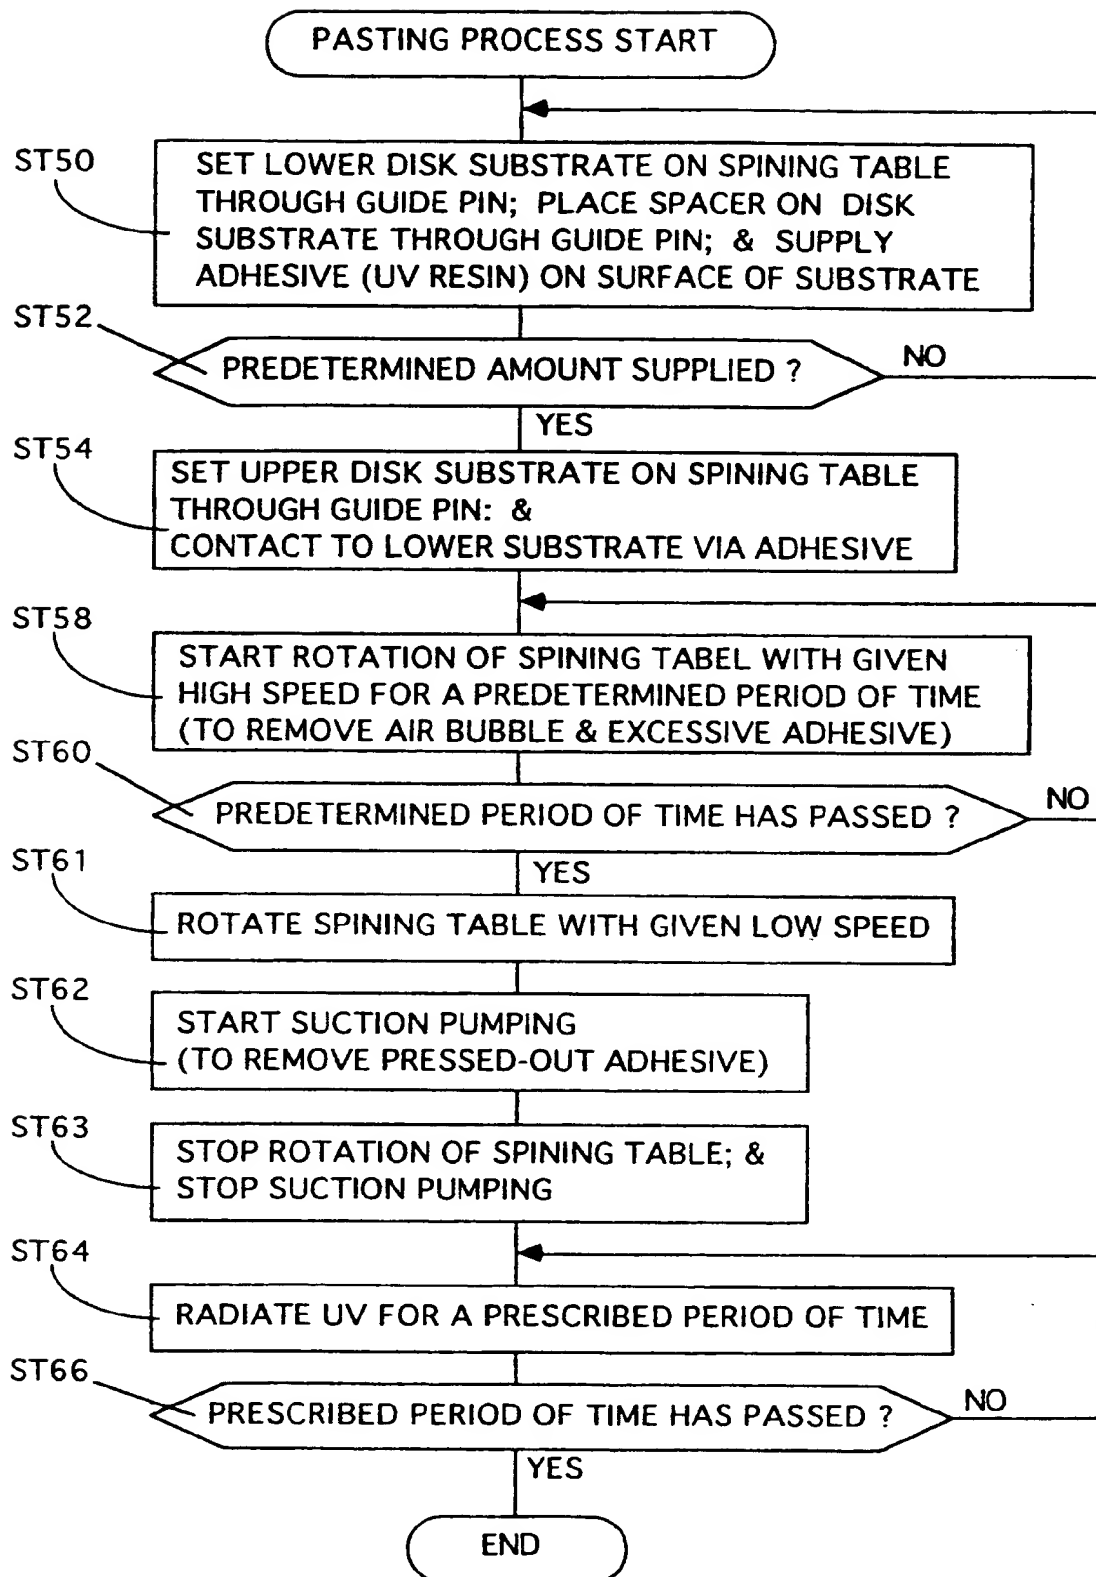 PASTING PROCESS START
ST50
SET LOWER DISK SUBSTRATE ON SPINING TABLE
THROUGH GUIDE PIN; PLACE SPACER ON DISK
SUBSTRATE THROUGH GUIDE PIN; & SUPPLY
ADHESIVE (UV RESIN) ON SURFACE OF SUBSTRATE
ST52
PREDETERMINED AMOUNT SUPPLIED ?
NO
YES
ST54
SET UPPER DISK SUBSTRATE ON SPINING TABLE
THROUGH GUIDE PIN: &
CONTACT TO LOWER SUBSTRATE VIA ADHESIVE
ST58
START ROTATION OF SPINING TABEL WITH GIVEN
HIGH SPEED FOR A PREDETERMINED PERIOD OF TIME
(TO REMOVE AIR BUBBLE & EXCESSIVE ADHESIVE)
ST60
PREDETERMINED PERIOD OF TIME HAS PASSED ?
NO
YES
ST61
ROTATE SPINING TABLE WITH GIVEN LOW SPEED
ST62
START SUCTION PUMPING
(TO REMOVE PRESSED-OUT ADHESIVE)
ST63
STOP ROTATION OF SPINING TABLE; &
STOP SUCTION PUMPING
ST64
RADIATE UV FOR A PRESCRIBED PERIOD OF TIME
ST66
PRESCRIBED PERIOD OF TIME HAS PASSED ?
NO
YES
END